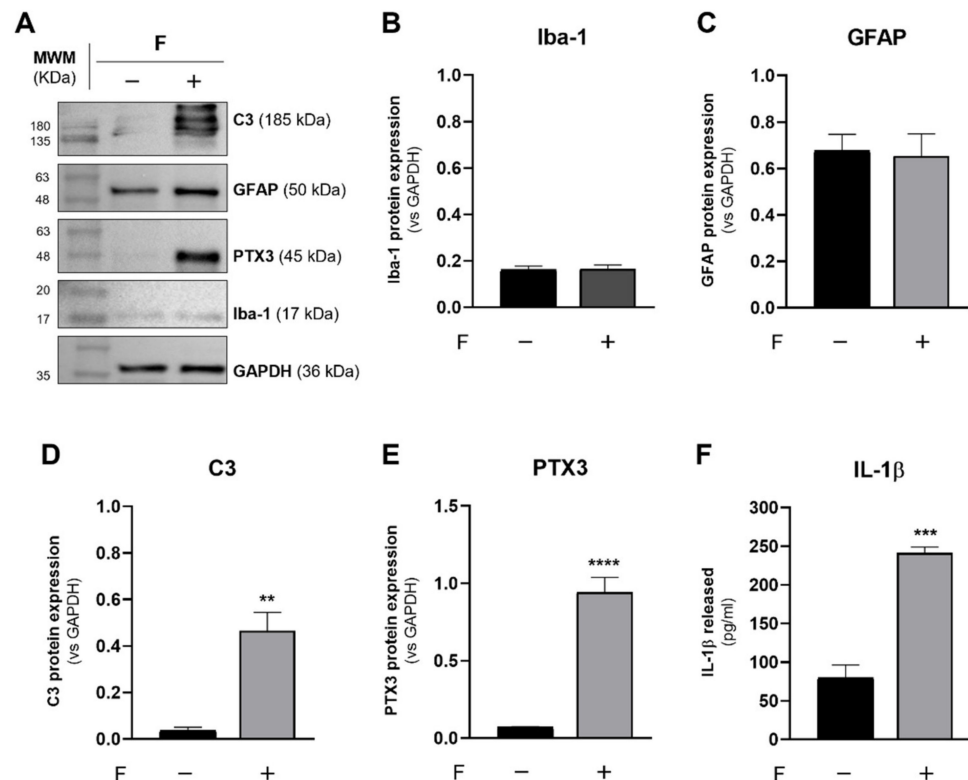 A
F
MWM
(KDa)
− +
180
135
C3 (185 kDa)
63
48
GFAP (50 kDa)
63
48
PTX3 (45 kDa)
20
17
Iba-1 (17 kDa)
35
GAPDH (36 kDa)
B
Iba-1
Iba-1 protein expression
(vs GAPDH)
1.0
0.8
0.6
0.4
0.2
0.0
F − +
C
GFAP
GFAP protein expression
(vs GAPDH)
1.0
0.8
0.6
0.4
0.2
0.0
F − +
D
C3
C3 protein expression
(vs GAPDH)
1.0
0.8
0.6
0.4
0.2
0.0
**
F − +
E
PTX3
PTX3 protein expression
(vs GAPDH)
1.5
1.0
0.5
0.0
****
F − +
F
IL-1β
IL-1β released
(pg/ml)
300
250
200
150
100
50
0
***
F − +